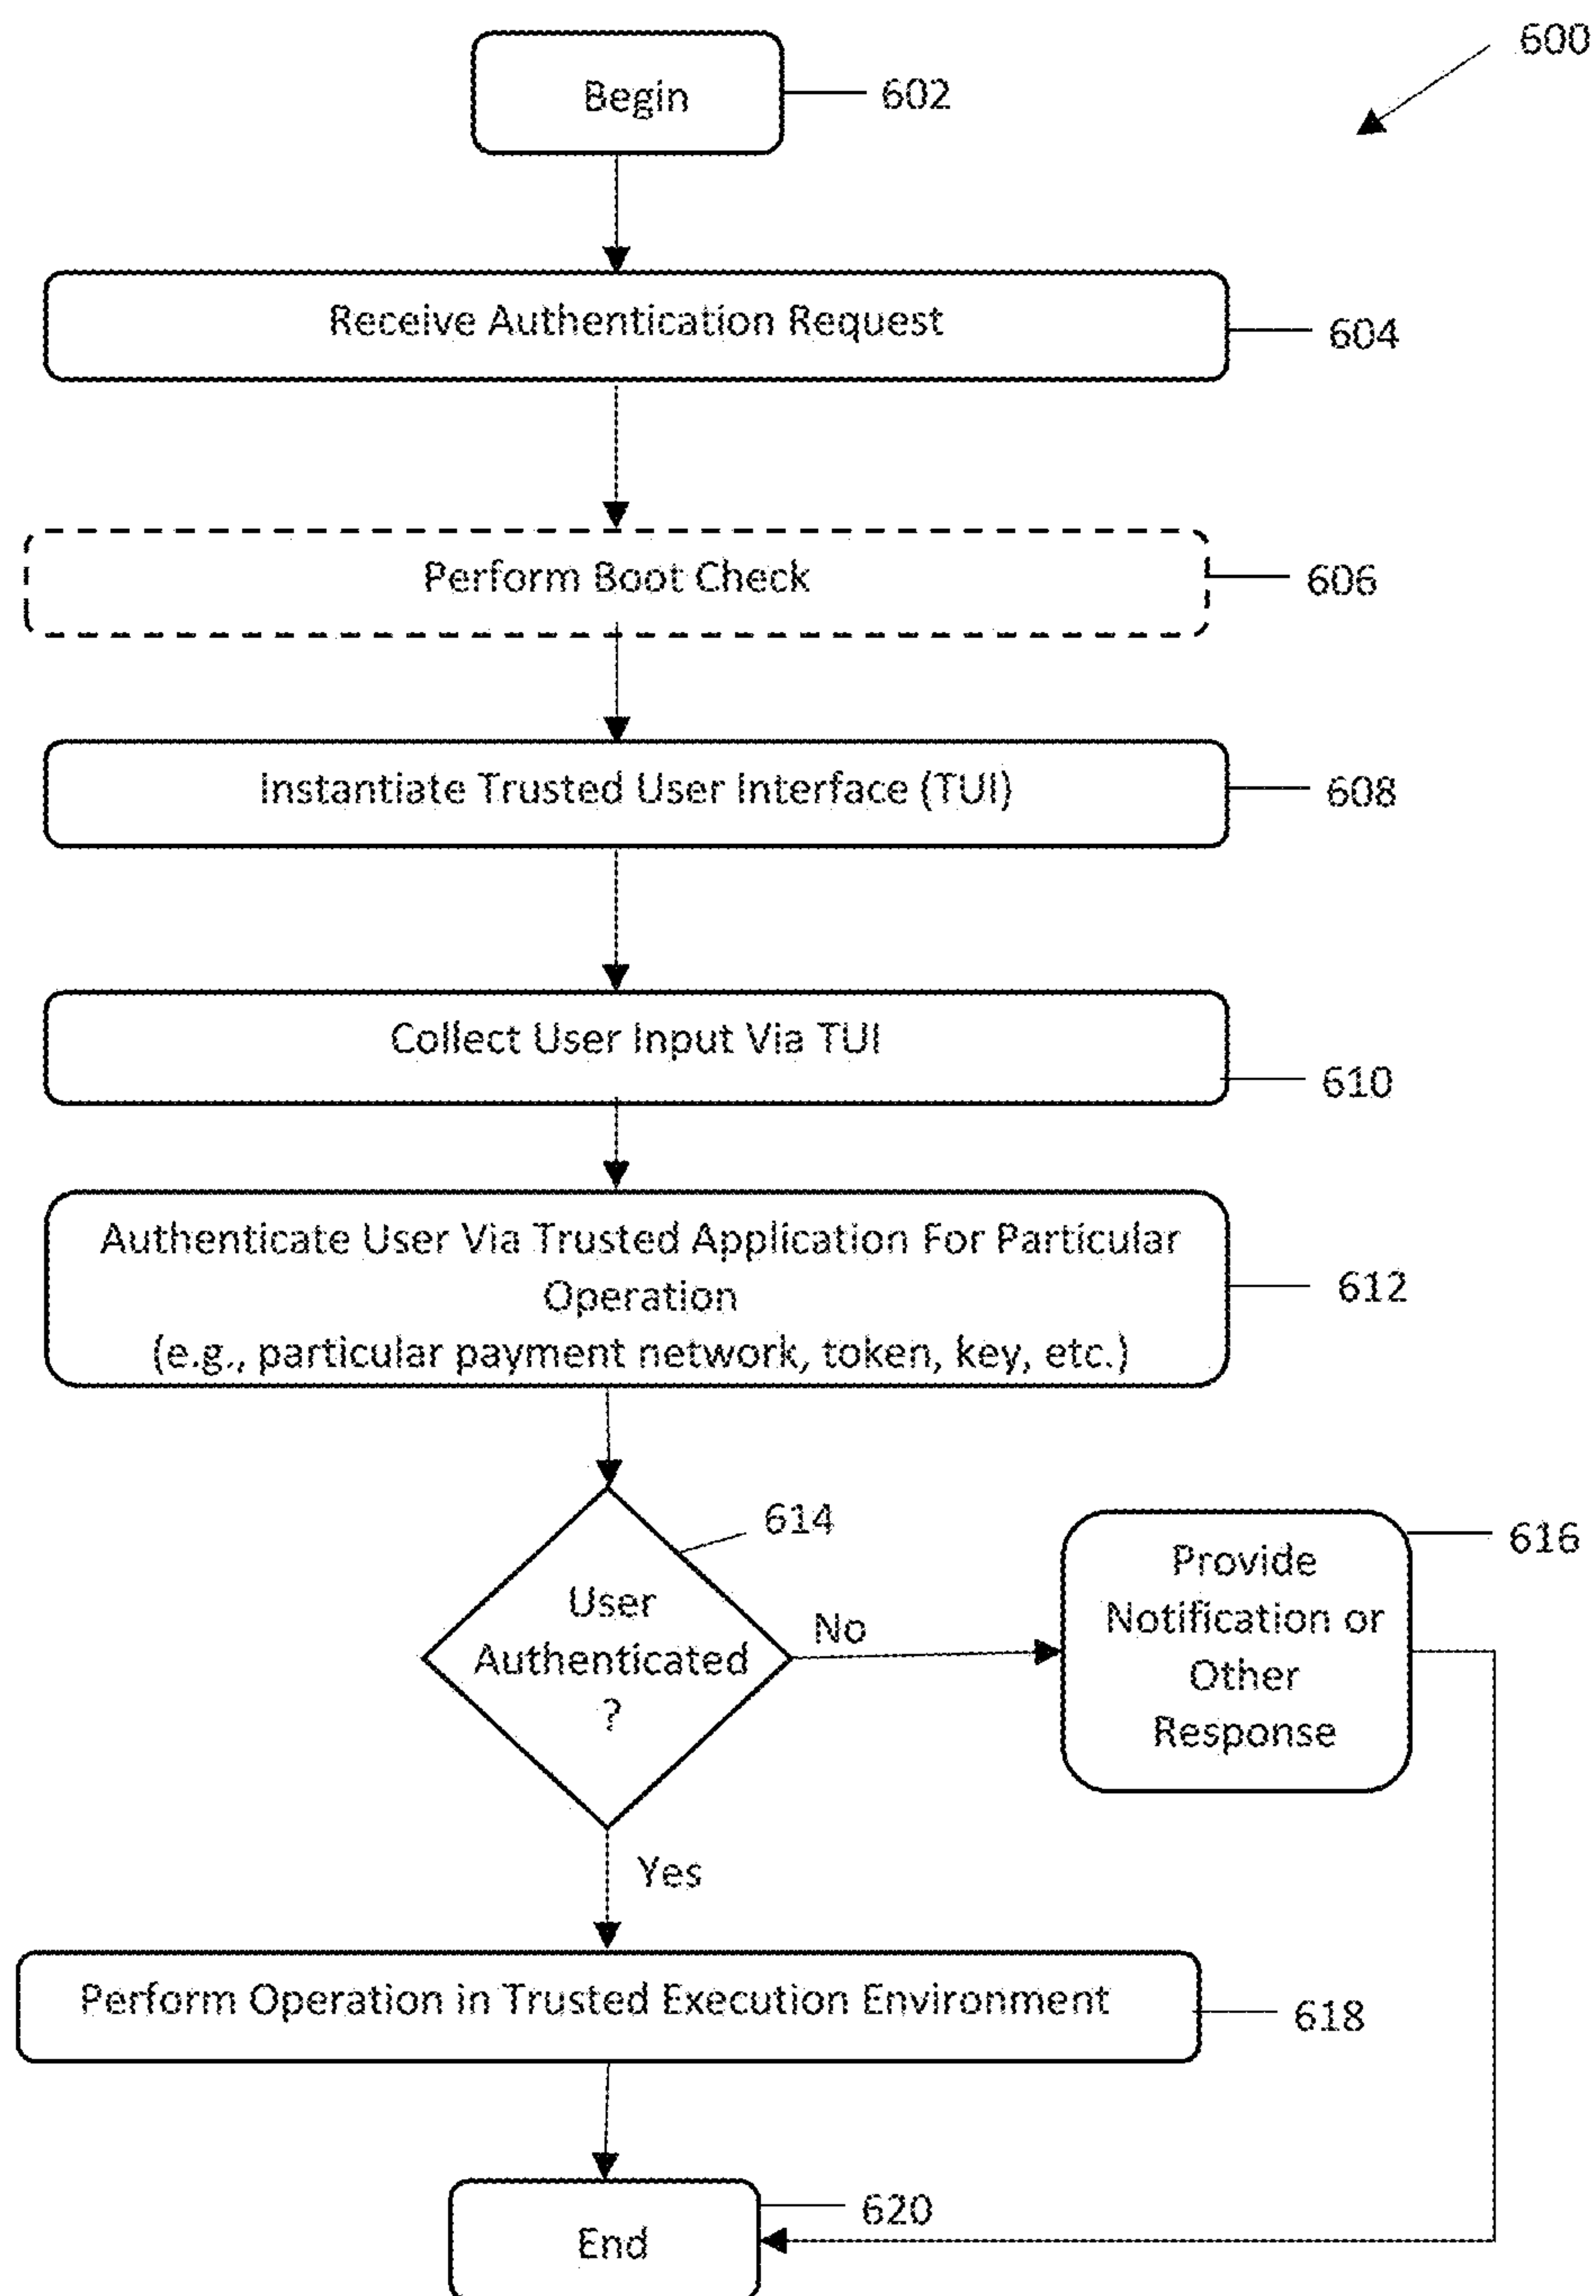 600
Begin
602
Receive Authentication Request
604
Perform Boot Check
606
Instantiate Trusted User Interface (TUI)
608
Collect User Input Via TUI
610
Authenticate User Via Trusted Application For Particular
Operation
(e.g., particular payment network, token, key, etc.)
612
614
User
Authenticated
?
No
Provide
Notification or
Other
Response
616
Yes
Perform Operation in Trusted Execution Environment
618
End
620